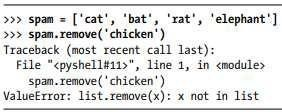 >>> spam = ['cat', 'bat', 'rat', 'elephant']
>>> spam.remove('chicken')
Traceback (most recent call last):
  File "<pyshell#11>", line 1, in <module>
    spam.remove('chicken')
ValueError: list.remove(x): x not in list